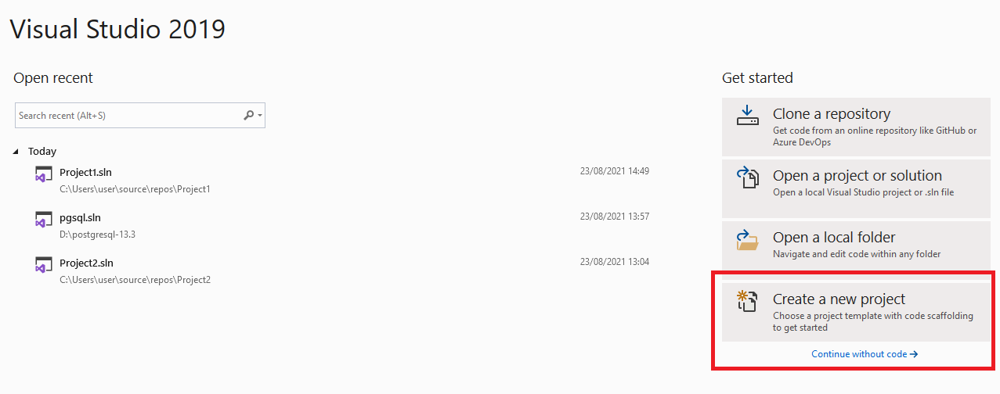 Visual Studio 2019
Open recent
Search recent (Alt+S)
Today
Project1.sln
23/08/2021 14:49
C:\Users\user\source\repos\Project1
pgsql.sln
23/08/2021 13:57
D:\postgresql-13.3
Project2.sln
23/08/2021 13:04
C:\Users\user\source\repos\Project2
Get started
Clone a repository
Get code from an online repository like GitHub or
Azure DevOps
Open a project or solution
Open a local Visual Studio project or .sln file
Open a local folder
Navigate and edit code within any folder
Create a new project
Choose a project template with code scaffolding
to get started
Continue without code